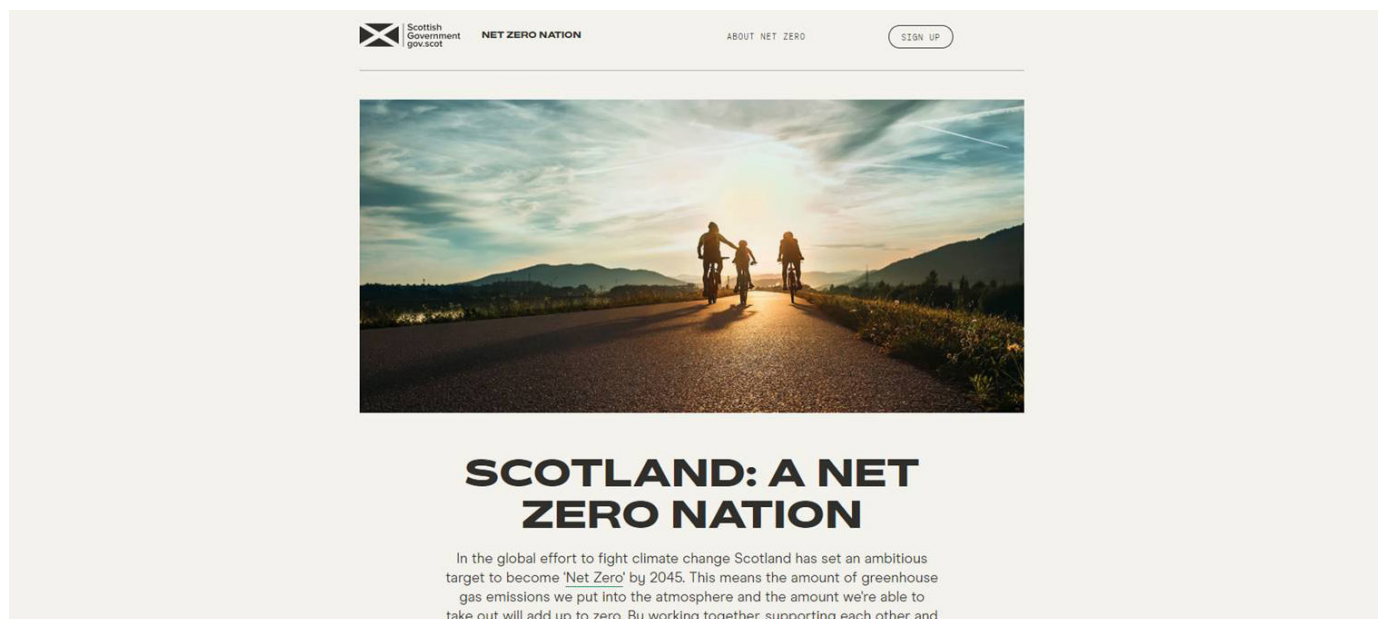 Scottish
Government
gov.scot
NET ZERO NATION
ABOUT NET ZERO
SIGN UP
SCOTLAND: A NET
ZERO NATION
In the global effort to fight climate change Scotland has set an ambitious
target to become 'Net Zero' by 2045. This means the amount of greenhouse
gas emissions we put into the atmosphere and the amount we're able to
take out will add up to zero. By working together, supporting each other and